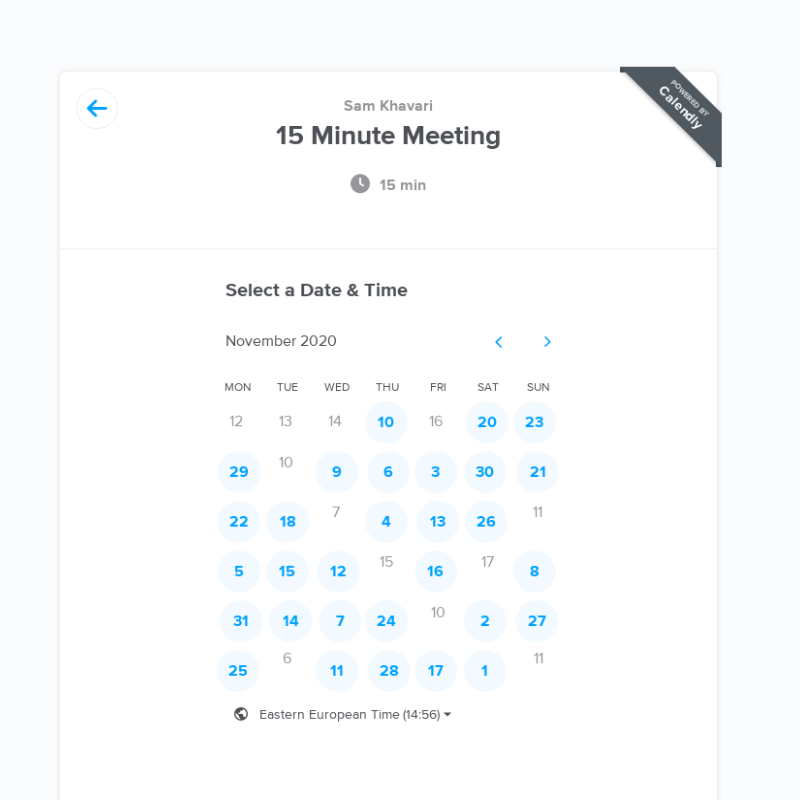 Sam Khavari
15 Minute Meeting
15 min
POWERED BY
Calendly
Select a Date & Time
November 2020
MON TUE WED THU FRI SAT SUN
12 13 14 10 16 20 23
29 10 9 6 3 30 21
22 18 7 4 13 26 11
5 15 12 15 16 17 8
31 14 7 24 10 2 27
25 6 11 28 17 1 11
Eastern European Time (14:56)